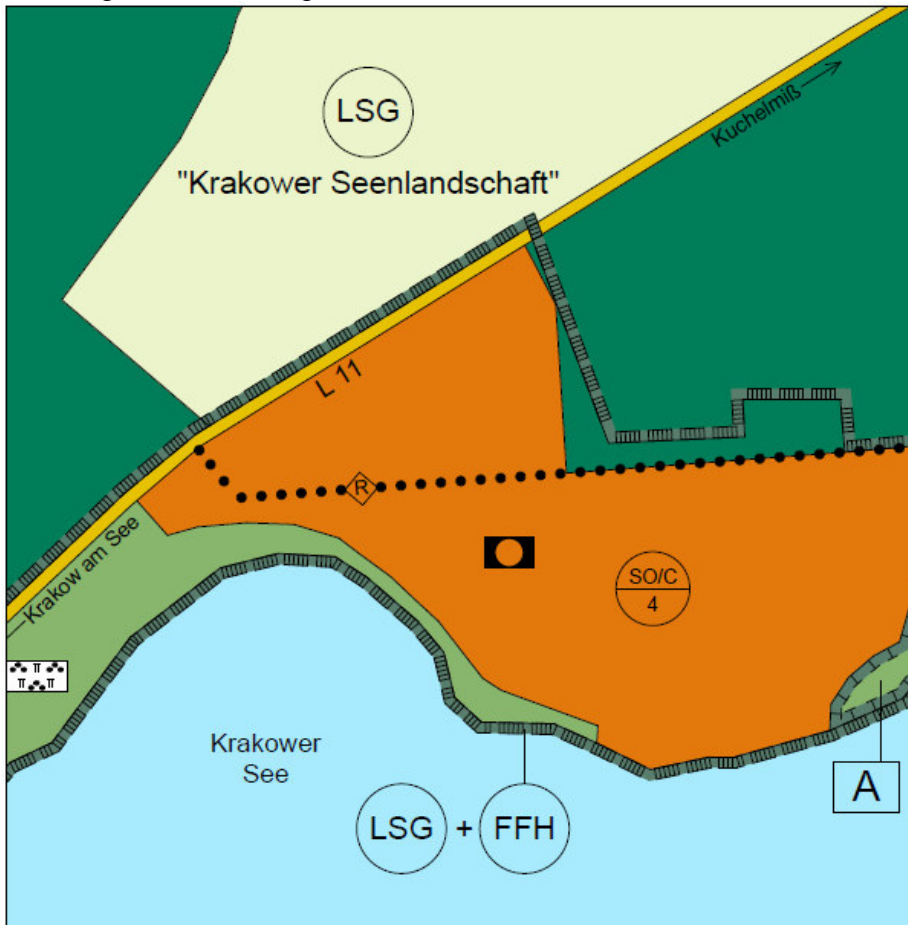 LSG
"Krakower Seenlandschaft"
Kuchelmiß
L 11
R
Krakow am See
SO/C
4
Krakower
See
LSG + FFH
A